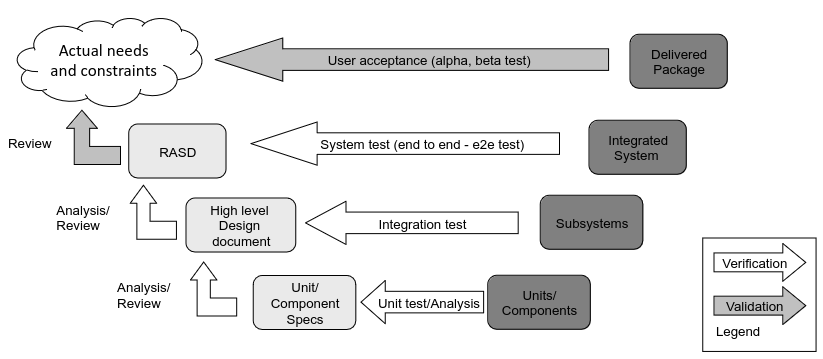 Actual needs
and constraints
User acceptance (alpha, beta test)
Delivered
Package
Review
RASD
System test (end to end - e2e test)
Integrated
System
Analysis/
Review
High level
Design
document
Integration test
Subsystems
Analysis/
Review
Unit/
Component
Specs
Unit test/Analysis
Units/
Components
Verification
Validation
Legend